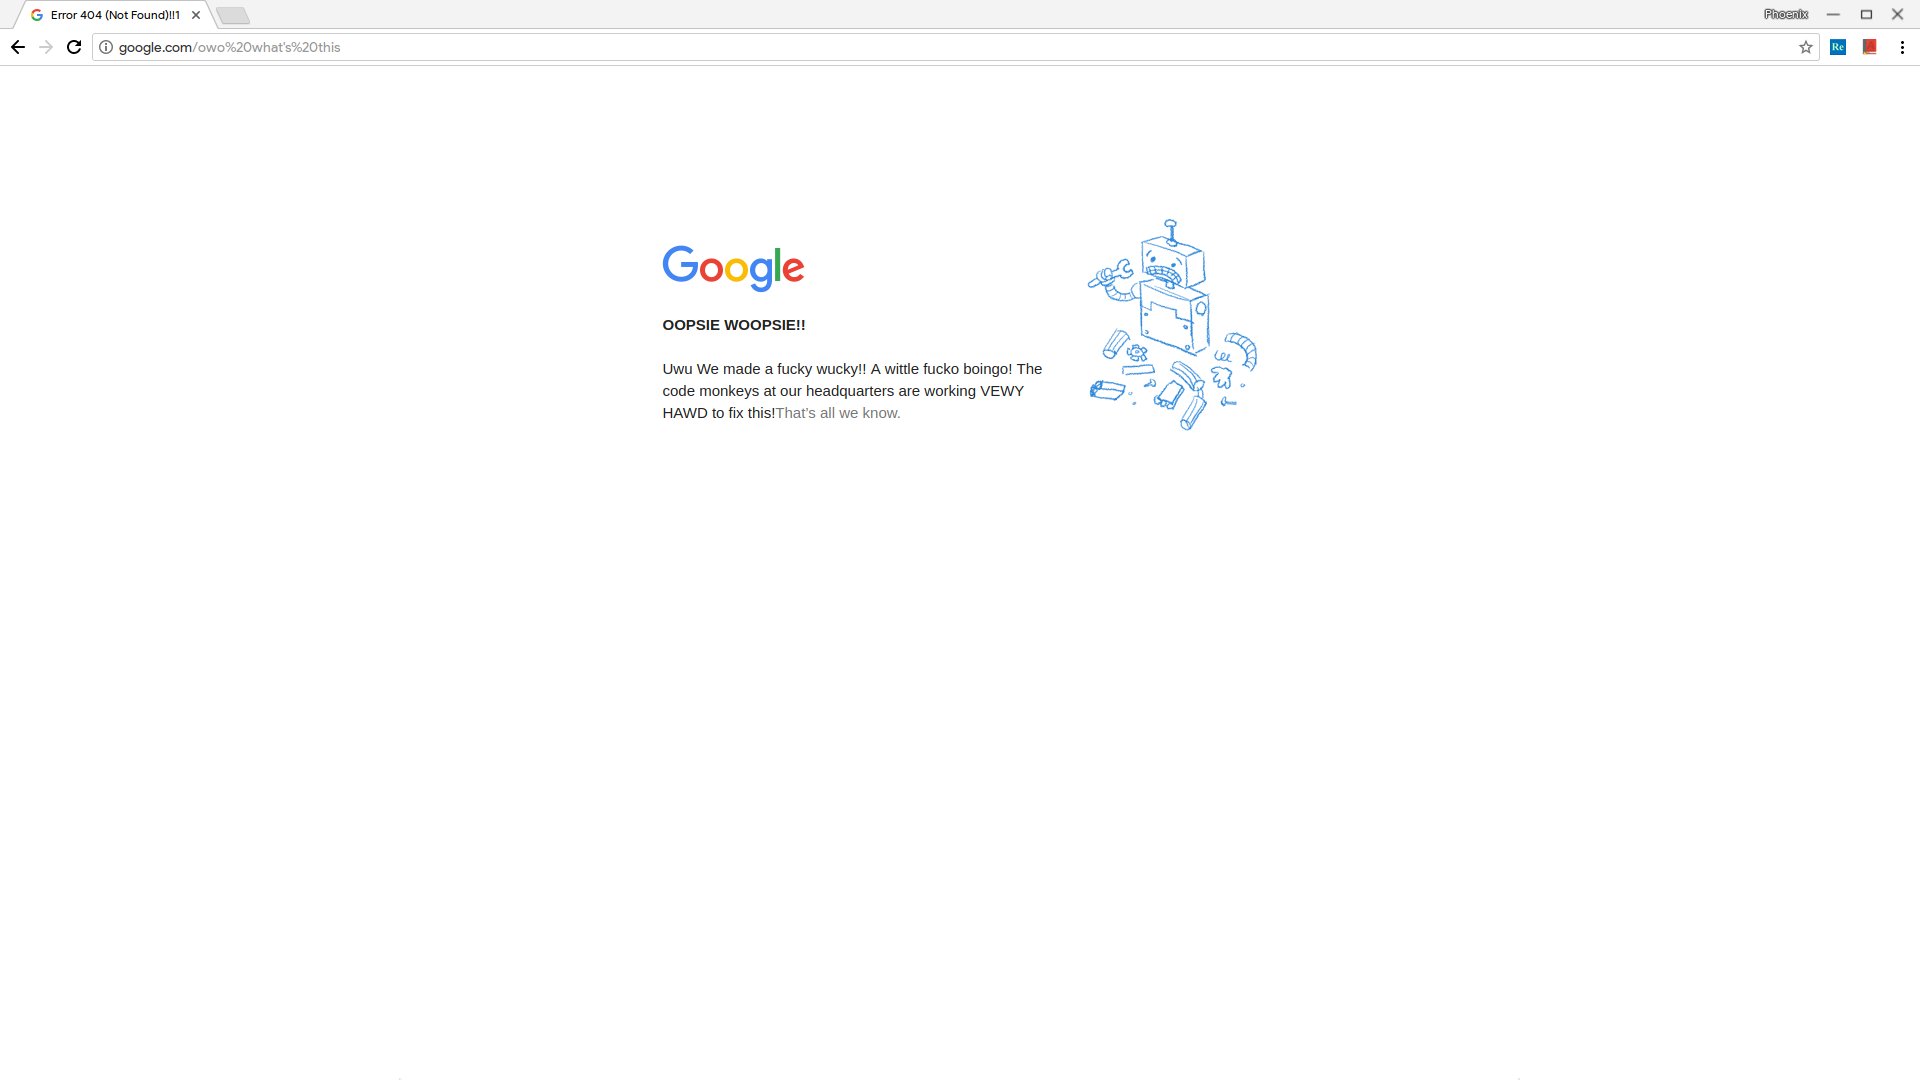 Error 404 (Not Found)!!1
Phoenix
google.com/owo%20what's%20this
Re
Google
OOPSIE WOOPSIE!!
Uwu We made a fucky wucky!! A wittle fucko boingo! The
code monkeys at our headquarters are working VEWY
HAWD to fix this!That's all we know.